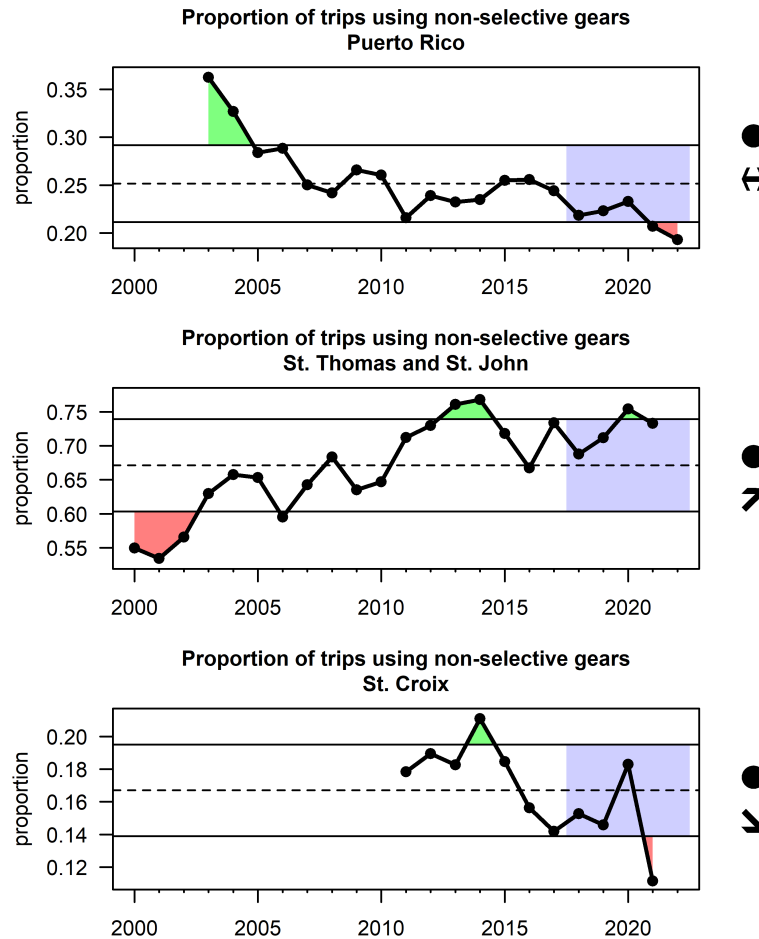 Proportion of trips using non-selective gears
Puerto Rico
proportion
0.35
0.30
0.25
0.20
2000 2005 2010 2015 2020
Proportion of trips using non-selective gears
St. Thomas and St. John
proportion
0.75
0.70
0.65
0.60
0.55
2000 2005 2010 2015 2020
Proportion of trips using non-selective gears
St. Croix
proportion
0.20
0.18
0.16
0.14
0.12
2000 2005 2010 2015 2020